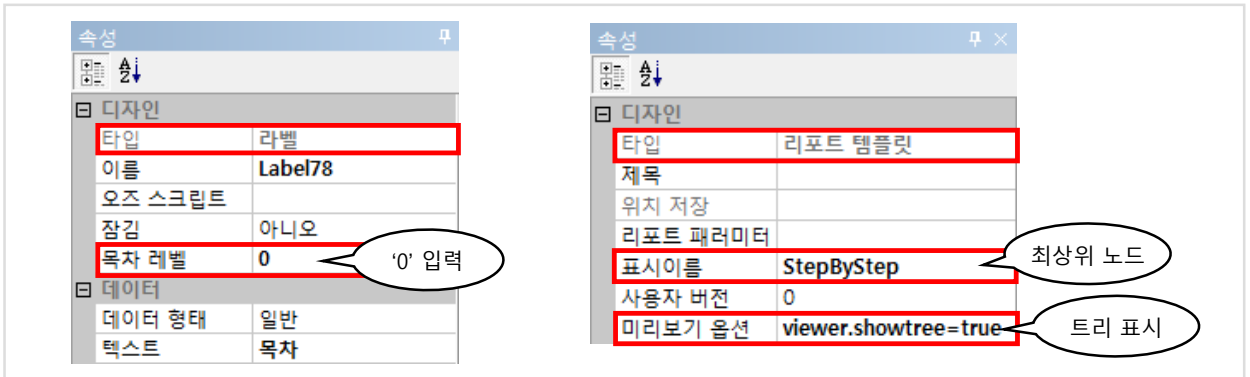 속성
디자인
타입 라벨
이름 Label78
오즈 스크립트
잠김 아니오
목차 레벨 0
'0' 입력
데이터
데이터 형태 일반
텍스트 목차
속성
디자인
타입 리포트 템플릿
제목
위치 저장
리포트 패러미터
표시이름 StepByStep
최상위 노드
사용자 버전 0
미리보기 옵션 viewer.showtree=true
트리 표시